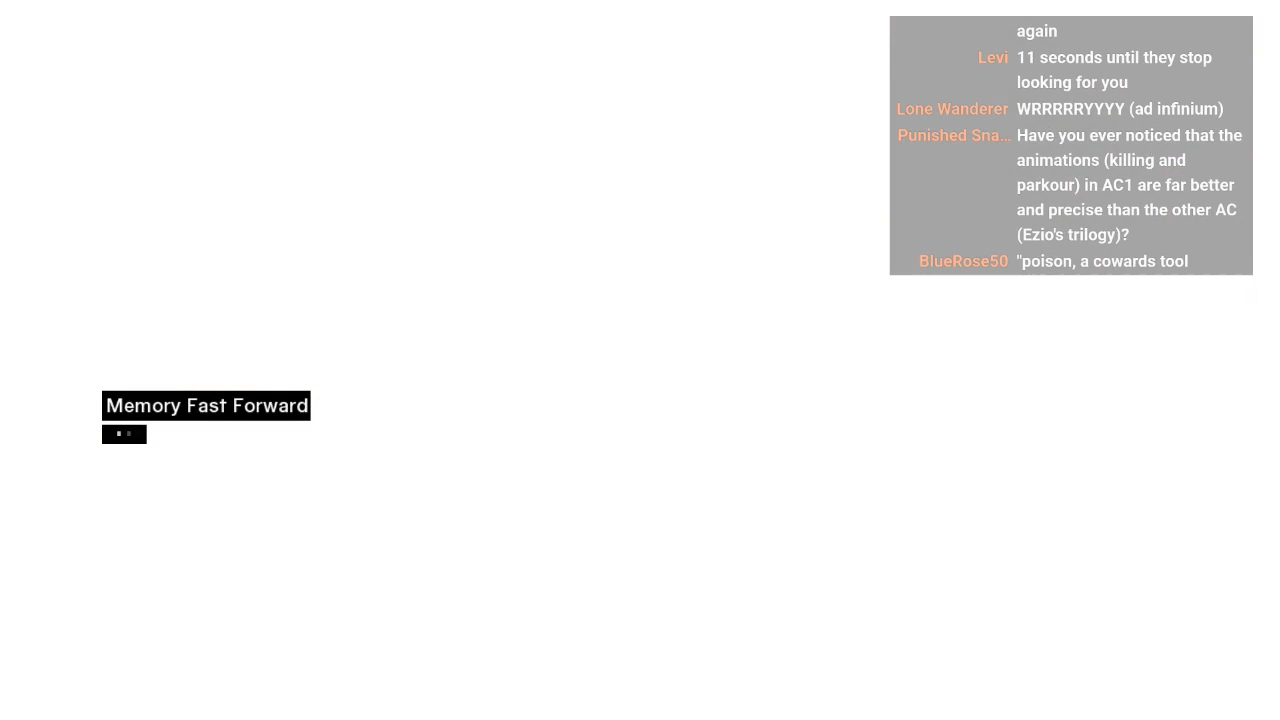 again
Levi 11 seconds until they stop
looking for you
Lone Wanderer WRRRRRYYYY (ad infinium)
Punished Sna… Have you ever noticed that the
animations (killing and
parkour) in AC1 are far better
and precise than the other AC
(Ezio's trilogy)?
BlueRose50 "poison, a cowards tool
Memory Fast Forward